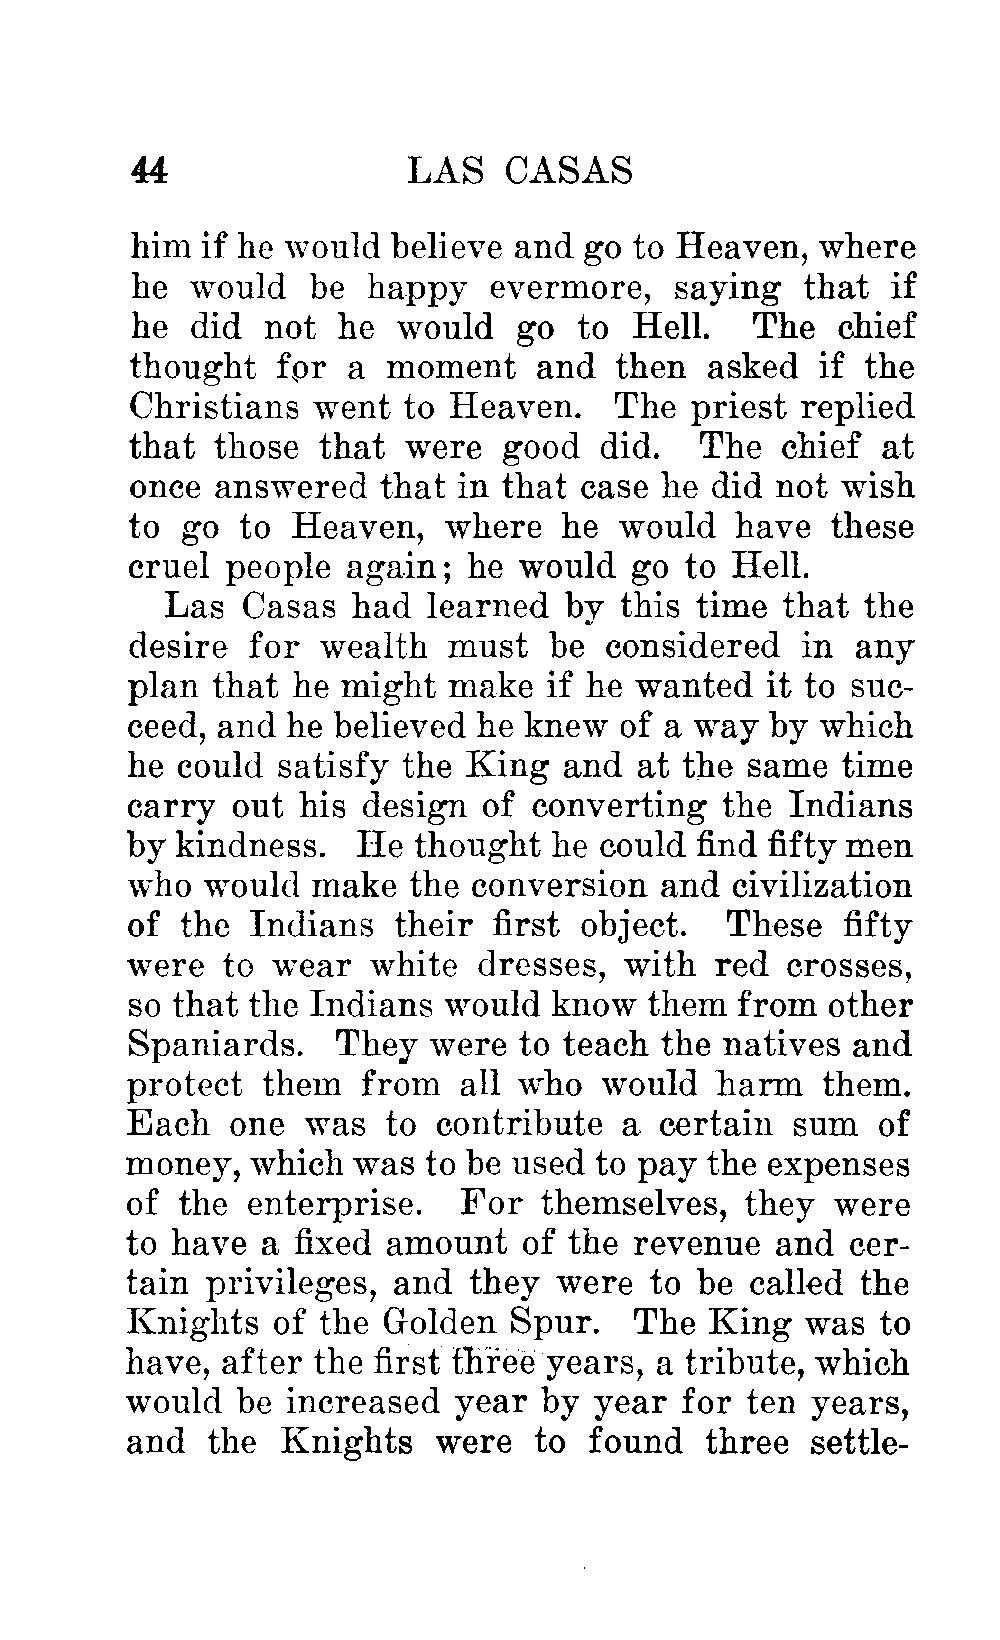 44 LAS CASAS
him if he would believe and go to Heaven, where
he would be happy evermore, saying that if
he did not he would go to Hell. The chief
thought for a moment and then asked if the
Christians went to Heaven. The priest replied
that those that were good did. The chief at
once answered that in that case he did not wish
to go to Heaven, where he would have these
cruel people again; he would go to Hell.
Las Casas had learned by this time that the
desire for wealth must be considered in any
plan that he might make if he wanted it to suc-
ceed, and he believed he knew of a way by which
he could satisfy the King and at the same time
carry out his design of converting the Indians
by kindness. He thought he could find fifty men
who would make the conversion and civilization
of the Indians their first object. These fifty
were to wear white dresses, with red crosses,
so that the Indians would know them from other
Spaniards. They were to teach the natives and
protect them from all who would harm them.
Each one was to contribute a certain sum of
money, which was to be used to pay the expenses
of the enterprise. For themselves, they were
to have a fixed amount of the revenue and cer-
tain privileges, and they were to be called the
Knights of the Golden Spur. The King was to
have, after the first three years, a tribute, which
would be increased year by year for ten years,
and the Knights were to found three settle-